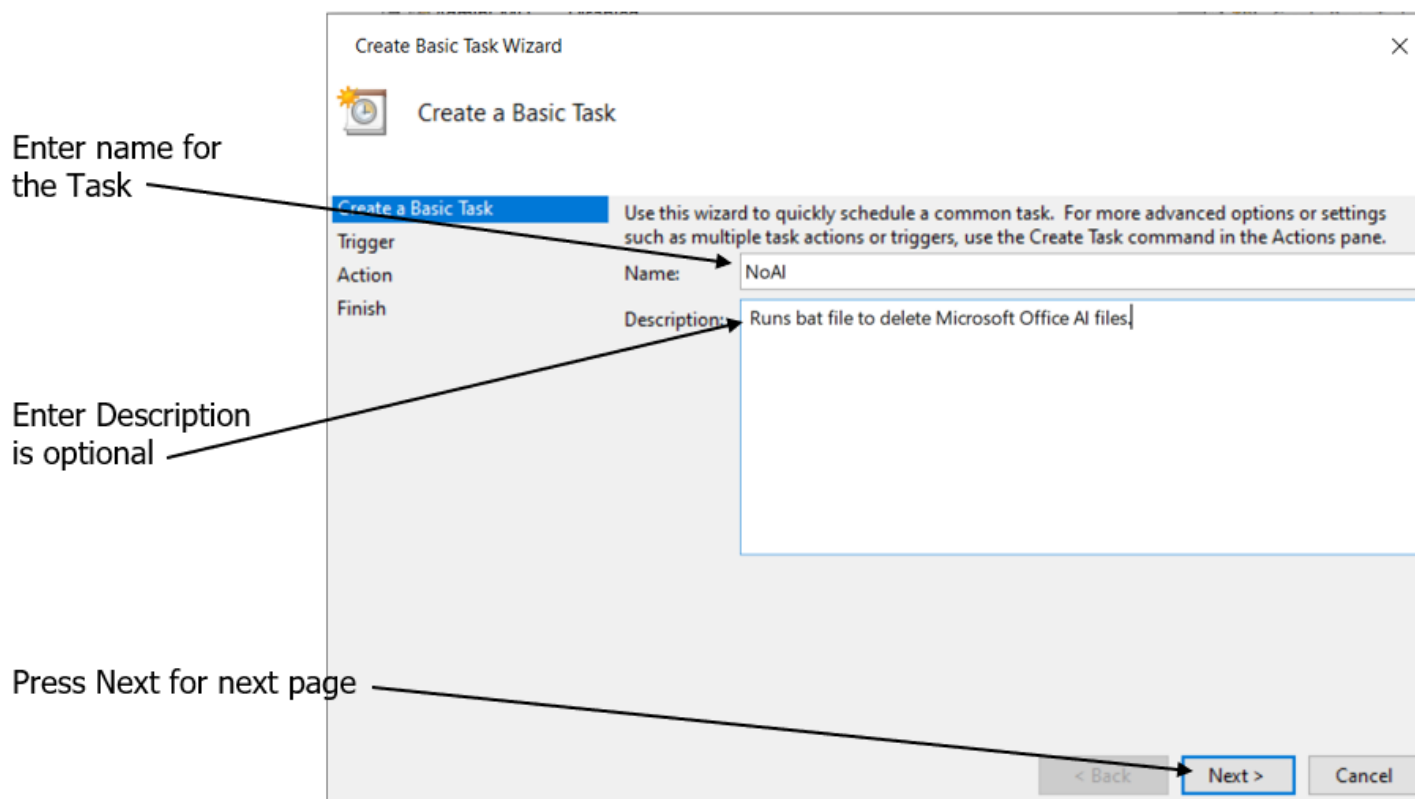 Create Basic Task Wizard
Create a Basic Task
Enter name for
the Task
Create a Basic Task
Use this wizard to quickly schedule a common task. For more advanced options or settings
such as multiple task actions or triggers, use the Create Task command in the Actions pane.
Trigger
Action
Finish
Name:
NoAI
Description:
Runs bat file to delete Microsoft Office AI files.
Enter Description
is optional
Press Next for next page
< Back
Next >
Cancel